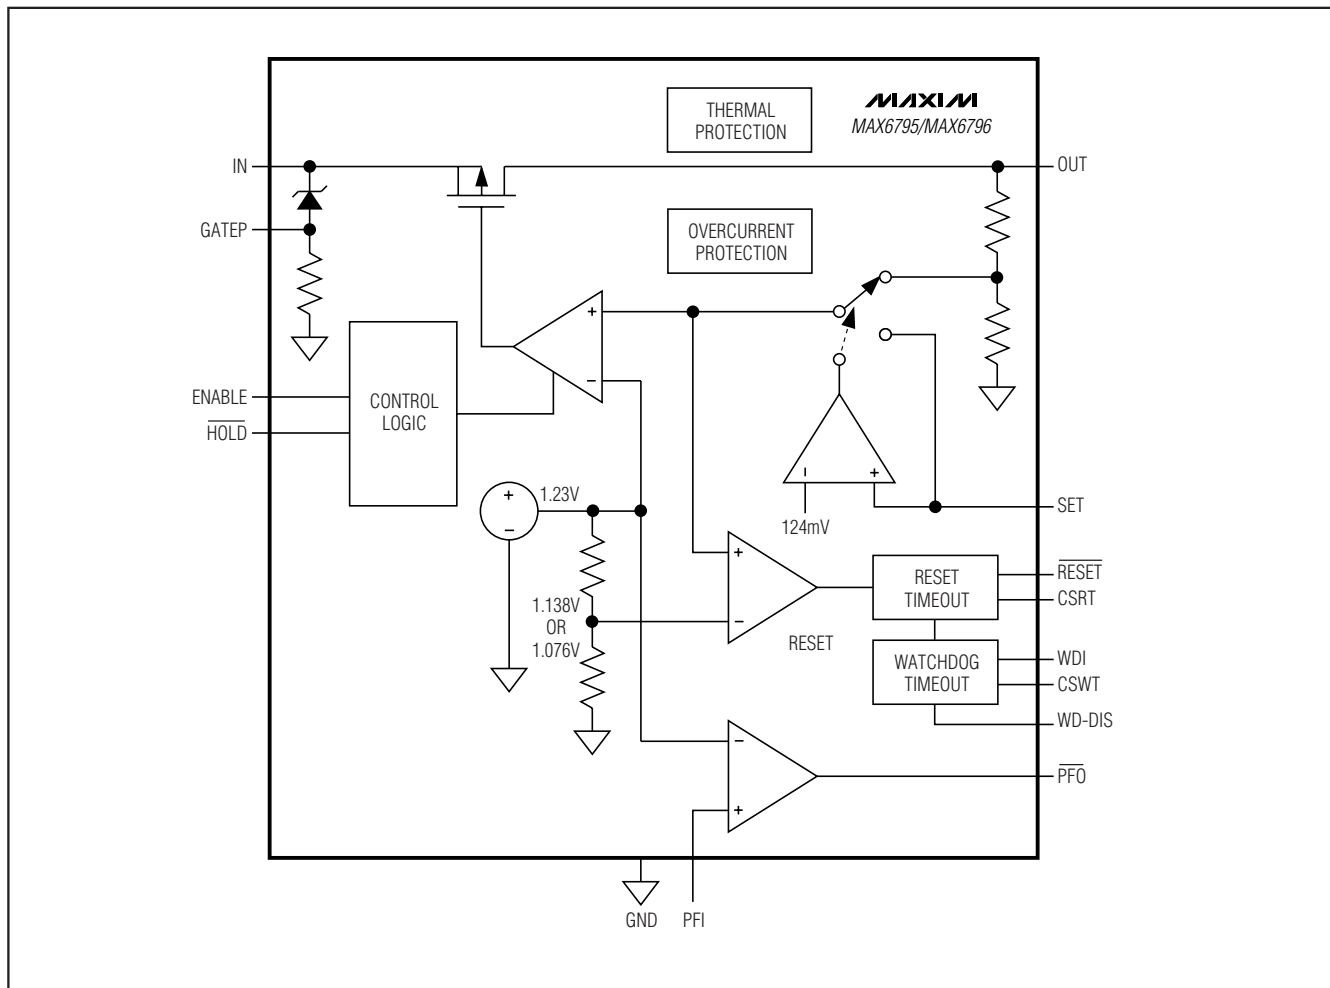 THERMAL
PROTECTION
MAXIM
MAX6795/MAX6796
IN
OUT
GATEP
OVERCURRENT
PROTECTION
+
−
ENABLE
HOLD
CONTROL
LOGIC
+
−
1.23V
−
+
124mV
SET
+
−
RESET
1.138V
OR
1.076V
RESET
TIMEOUT
RESET
CSRT
WATCHDOG
TIMEOUT
WDI
CSWT
WD-DIS
−
+
PFO
GND
PFI